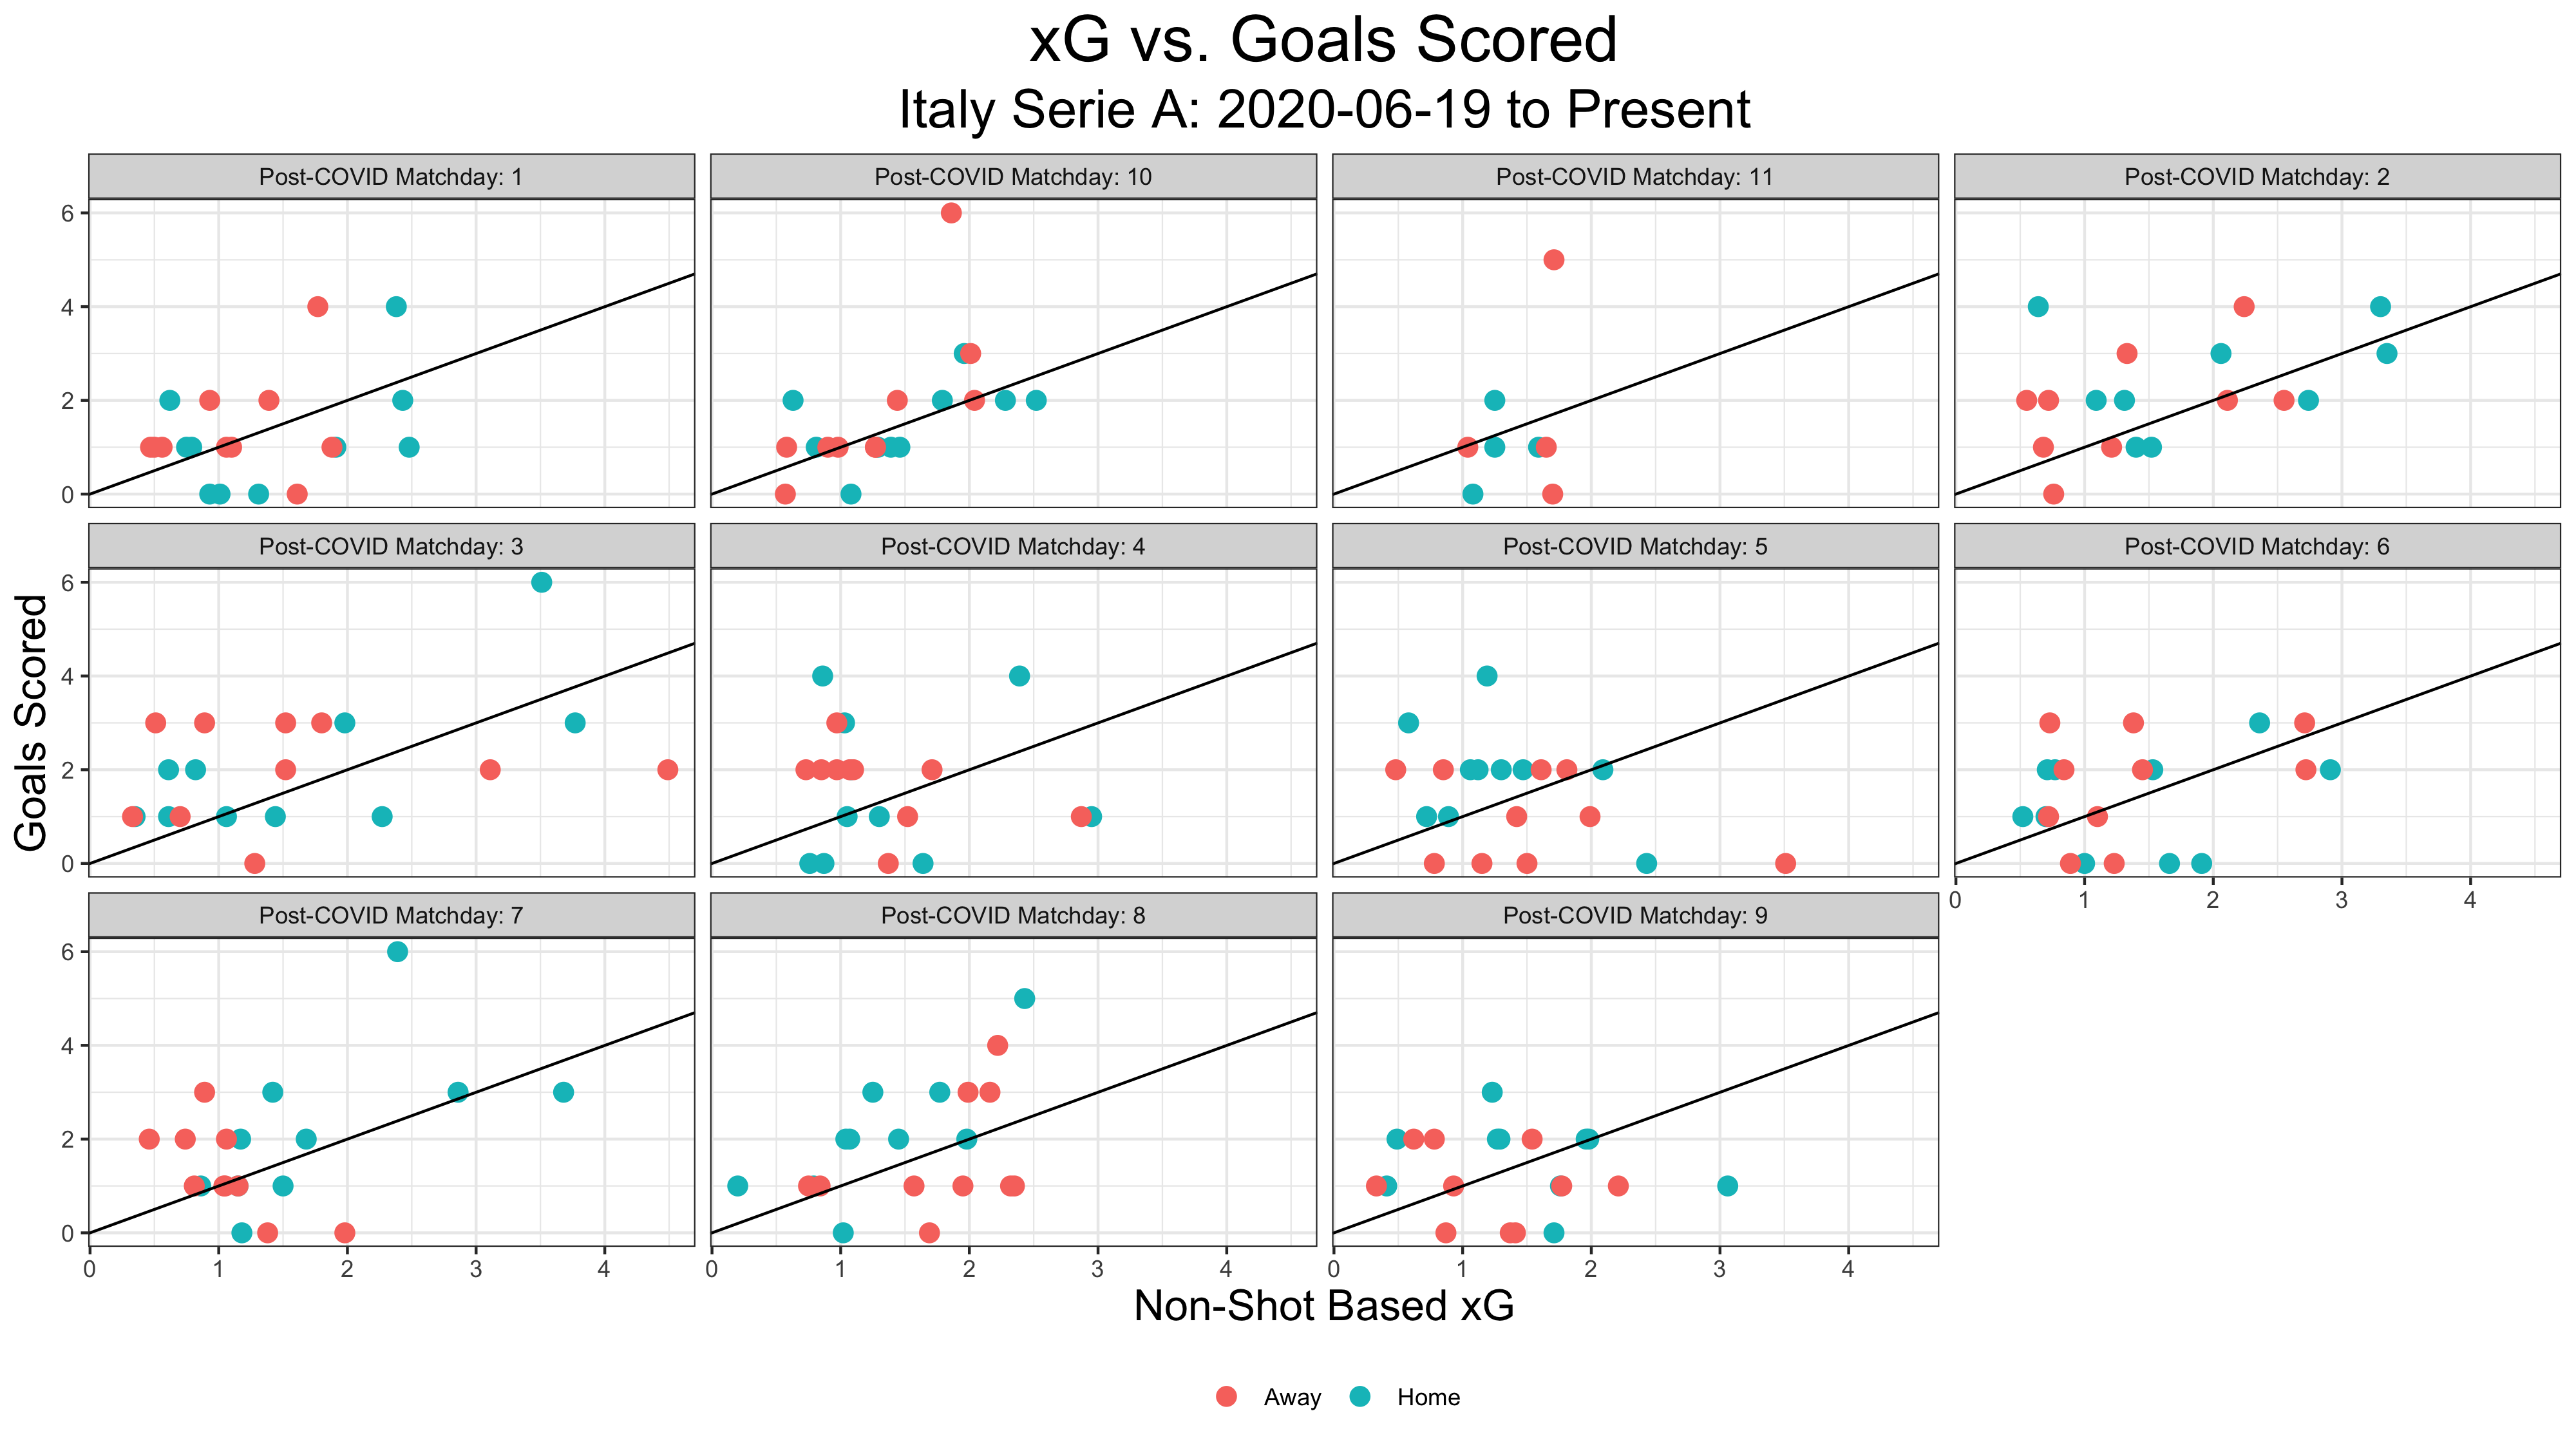 xG vs. Goals Scored
Italy Serie A: 2020-06-19 to Present
Post-COVID Matchday: 1
Post-COVID Matchday: 10
Post-COVID Matchday: 11
Post-COVID Matchday: 2
6
4
2
0
Post-COVID Matchday: 3
Post-COVID Matchday: 4
Post-COVID Matchday: 5
Post-COVID Matchday: 6
Goals Scored
6
4
2
0
0 1 2 3 4
Post-COVID Matchday: 7
Post-COVID Matchday: 8
Post-COVID Matchday: 9
6
4
2
0
0 1 2 3 4
0 1 2 3 4
0 1 2 3 4
Non-Shot Based xG
Away Home